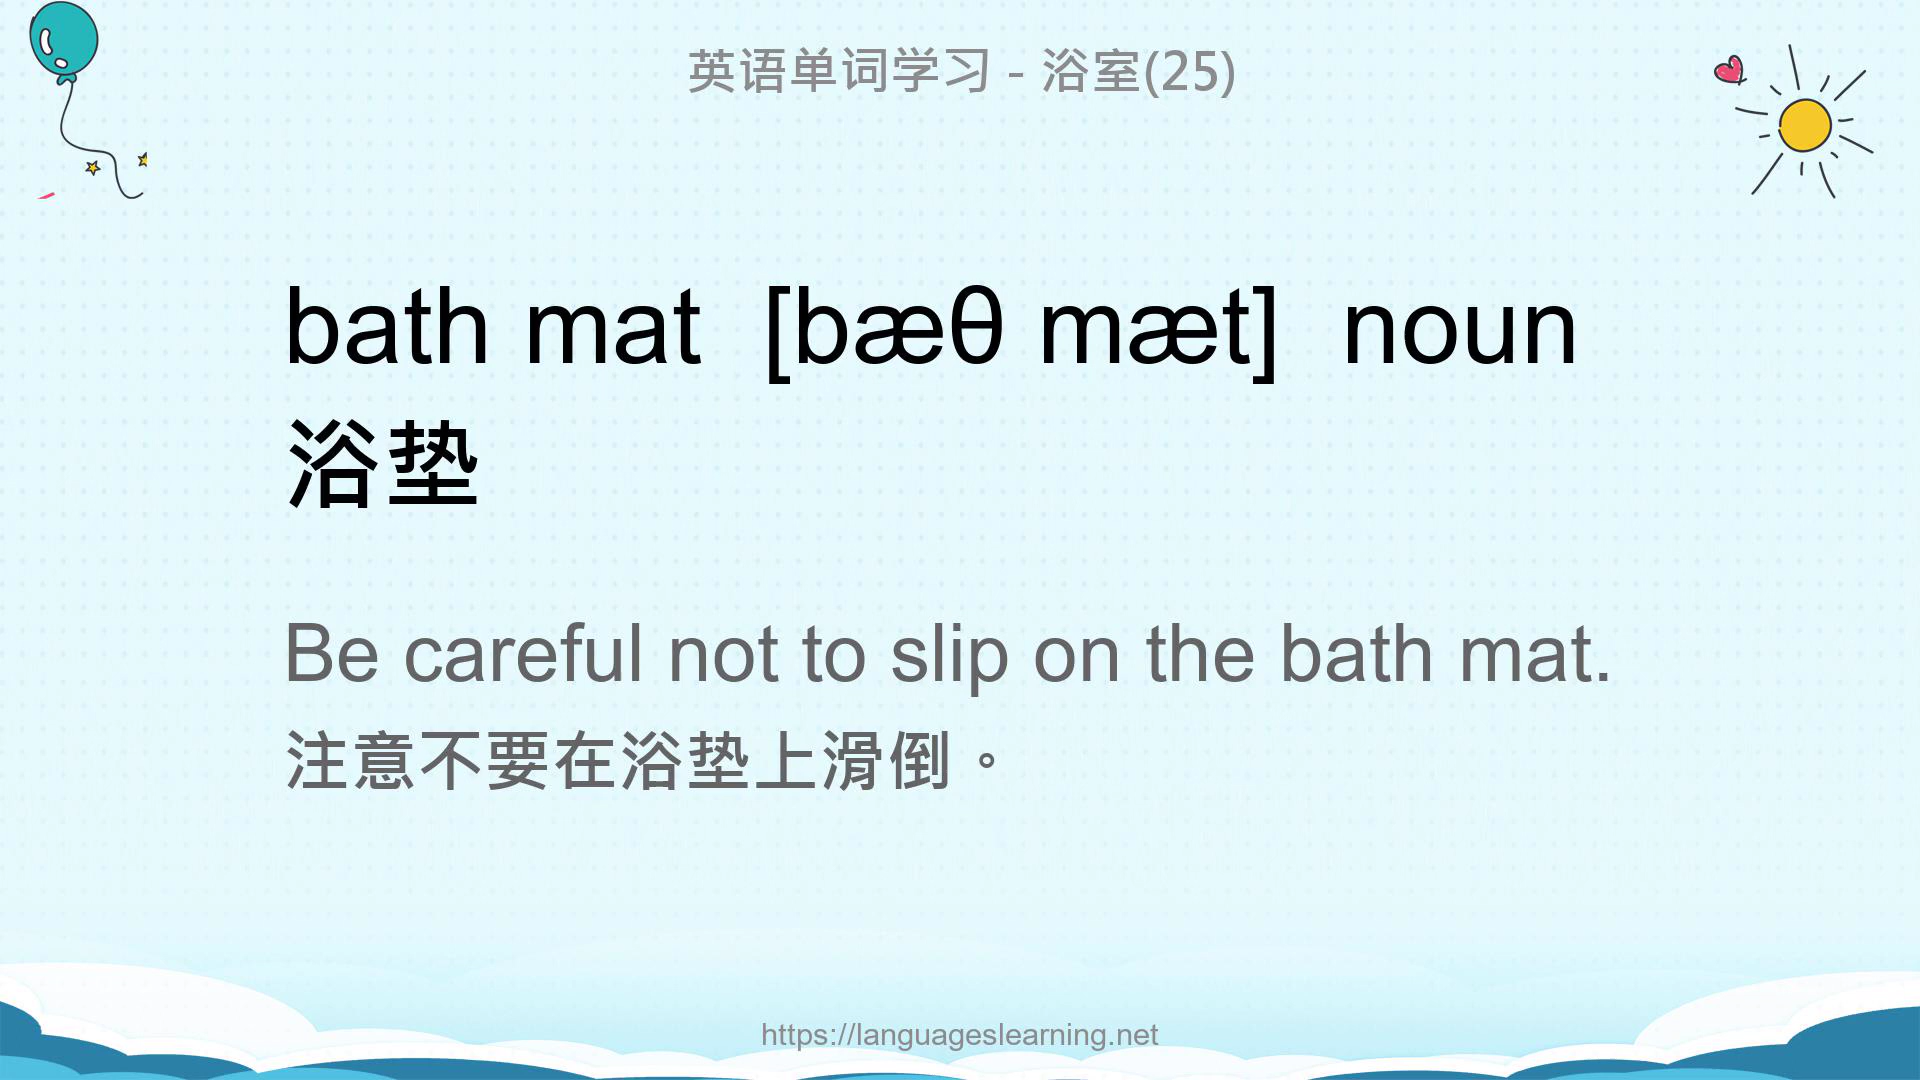 英语单词学习 - 浴室(25)
bath mat [bæθ mæt] noun
浴垫
Be careful not to slip on the bath mat.
注意不要在浴垫上滑倒。
https://languageslearning.net